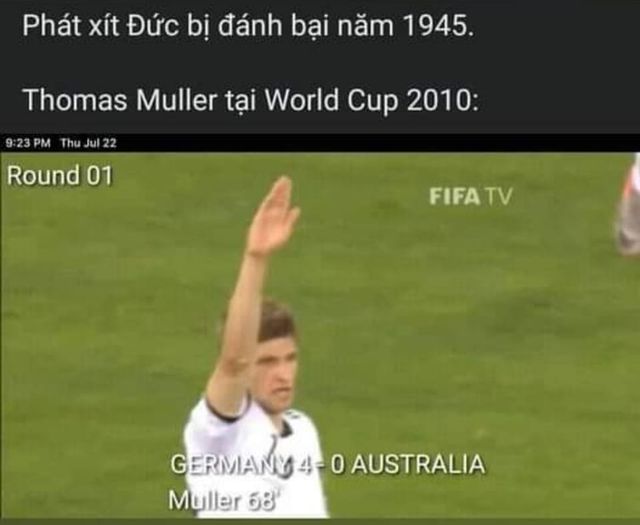 Phát xít Đức bị đánh bại năm 1945.
Thomas Muller tại World Cup 2010:
9:23 PM Thu Jul 22
Round 01
FIFA TV
GERMANY 4-0 AUSTRALIA
Muller 68'